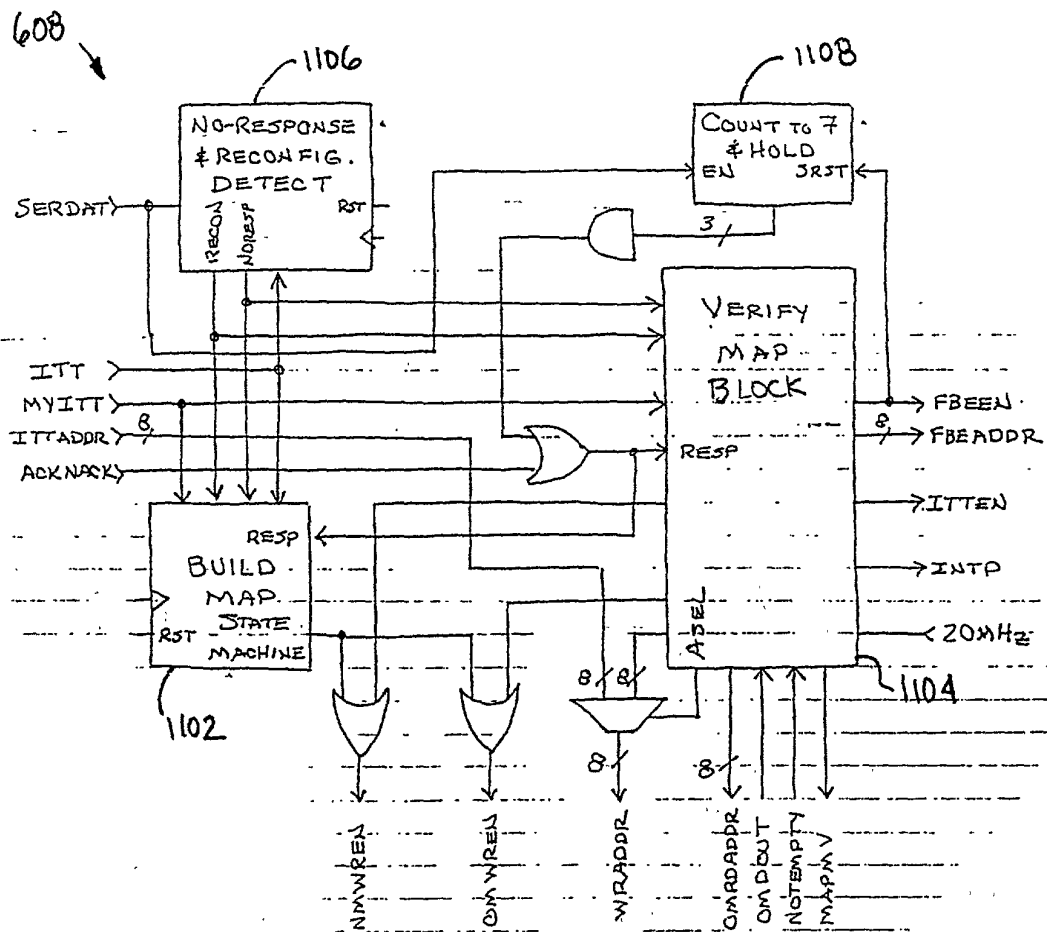 608
1106
1108
NO-RESPONSE
& RECONFIG.
DETECT
RECON
NORESP
RST
COUNT TO 7
& HOLD
EN
SRST
SERDAT
3
VERIFY
MAP
BLOCK
ITT
MYITT
ITTADDR
8
ACKNACK
RESP
FBEEN
8
FBEADDR
ITTEN
INTP
20MHz
ASEL
1104
RESP
BUILD
MAP
STATE
MACHINE
RST
1102
8
8
8
8
NMWREN
OMWREN
WRADDR
OMRDADDR
OMDOUT
NOTEMPTY
MAPMV